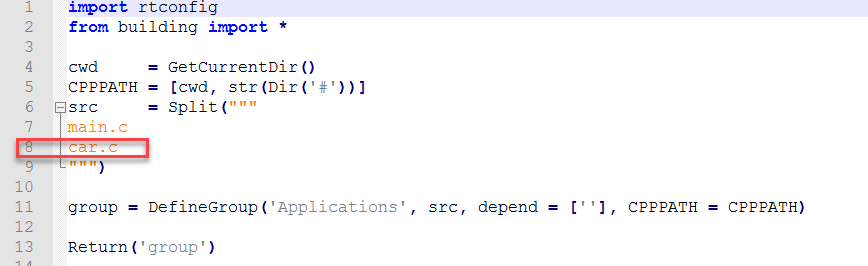 1 import rtconfig
2 from building import *
3
4 cwd     = GetCurrentDir()
5 CPPPATH = [cwd, str(Dir('#'))]
6 src     = Split("""
7 main.c
8 car.c
9 """)
10
11 group = DefineGroup('Applications', src, depend = [''], CPPPATH = CPPPATH)
12
13 Return('group')
14